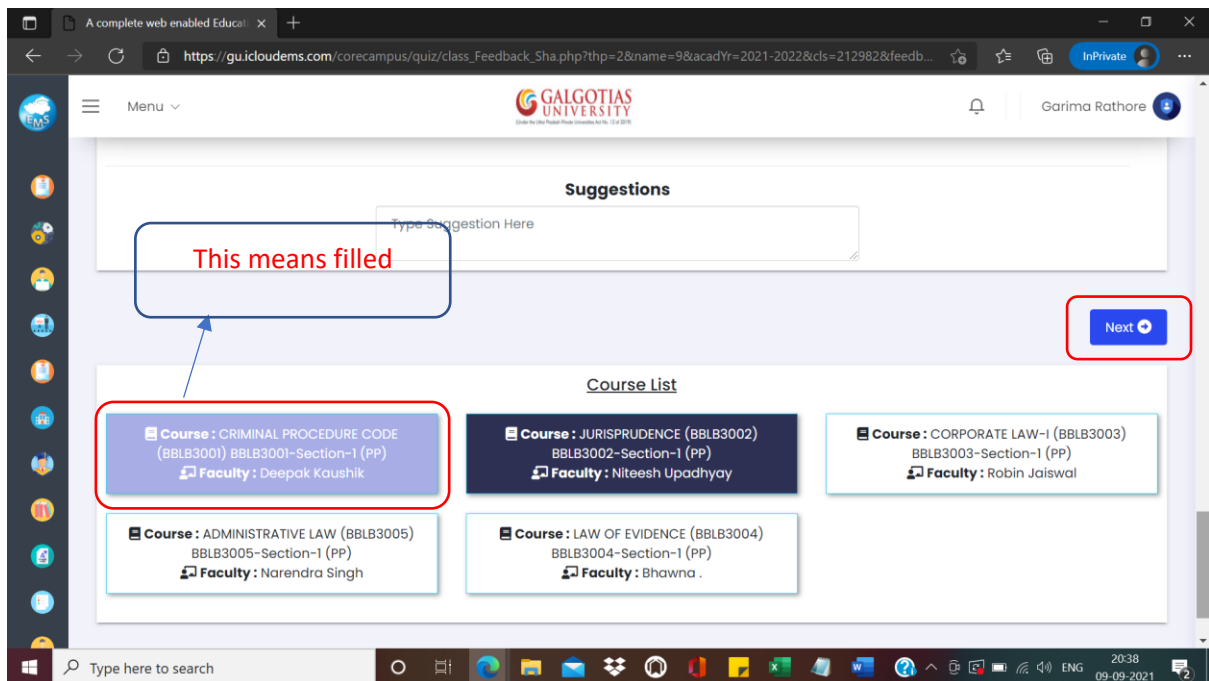 A complete web enabled Educati
https://gu.icloudems.com/corecampus/quiz/class_Feedback_Sha.php?thp=2&name=9&acadYr=2021-2022&cls=212982&feedb...
InPrivate
EMS
Menu
GALGOTIAS
UNIVERSITY
Garima Rathore
Suggestions
Type Suggestion Here
This means filled
Next
Course List
Course : CRIMINAL PROCEDURE CODE
(BBLB3001) BBLB3001-Section-1 (PP)
Faculty : Deepak Kaushik
Course : JURISPRUDENCE (BBLB3002)
BBLB3002-Section-1 (PP)
Faculty : Niteesh Upadhyay
Course : CORPORATE LAW-I (BBLB3003)
BBLB3003-Section-1 (PP)
Faculty : Robin Jaiswal
Course : ADMINISTRATIVE LAW (BBLB3005)
BBLB3005-Section-1 (PP)
Faculty : Narendra Singh
Course : LAW OF EVIDENCE (BBLB3004)
BBLB3004-Section-1 (PP)
Faculty : Bhawna .
Type here to search
ENG
20:38
09-09-2021
2